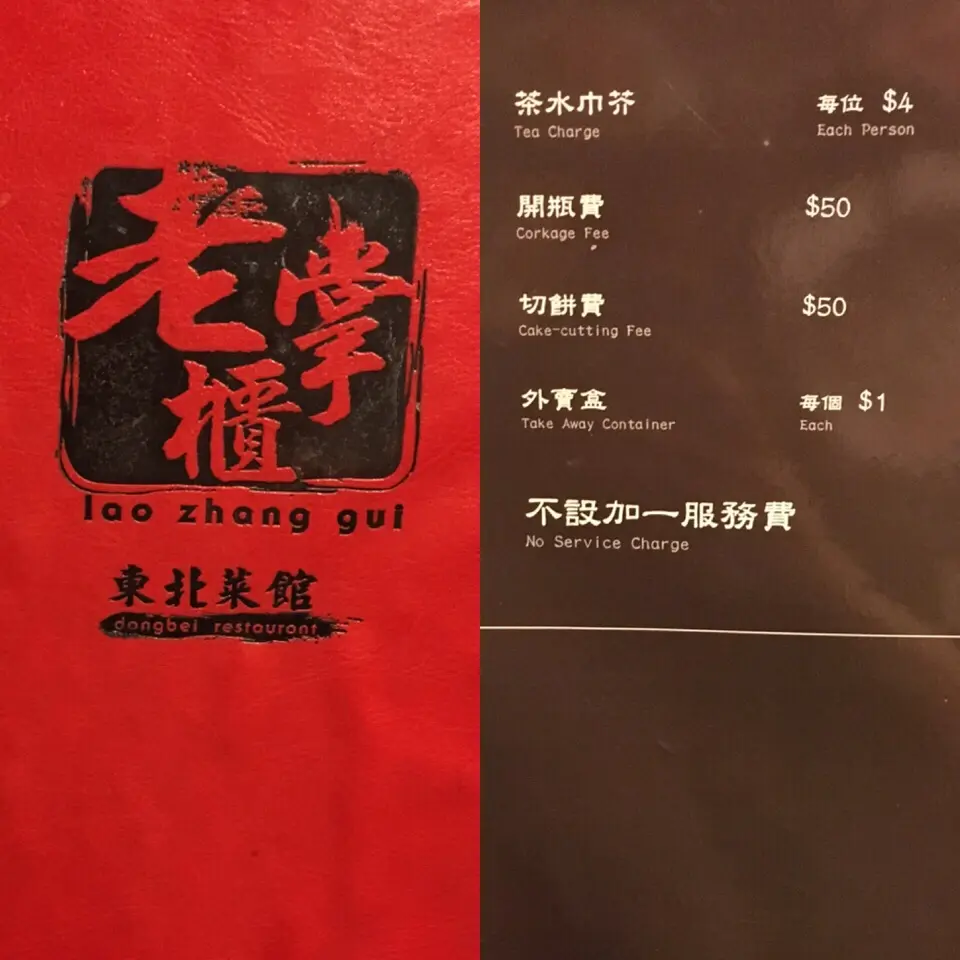 老掌櫃
lao zhang gui
東北菜館
dongbei restaurant
茶水巾芥 每位 $4
Tea Charge Each Person
開瓶費 $50
Corkage Fee
切餅費 $50
Cake-cutting Fee
外賣盒 每個 $1
Take Away Container Each
不設加一服務費
No Service Charge